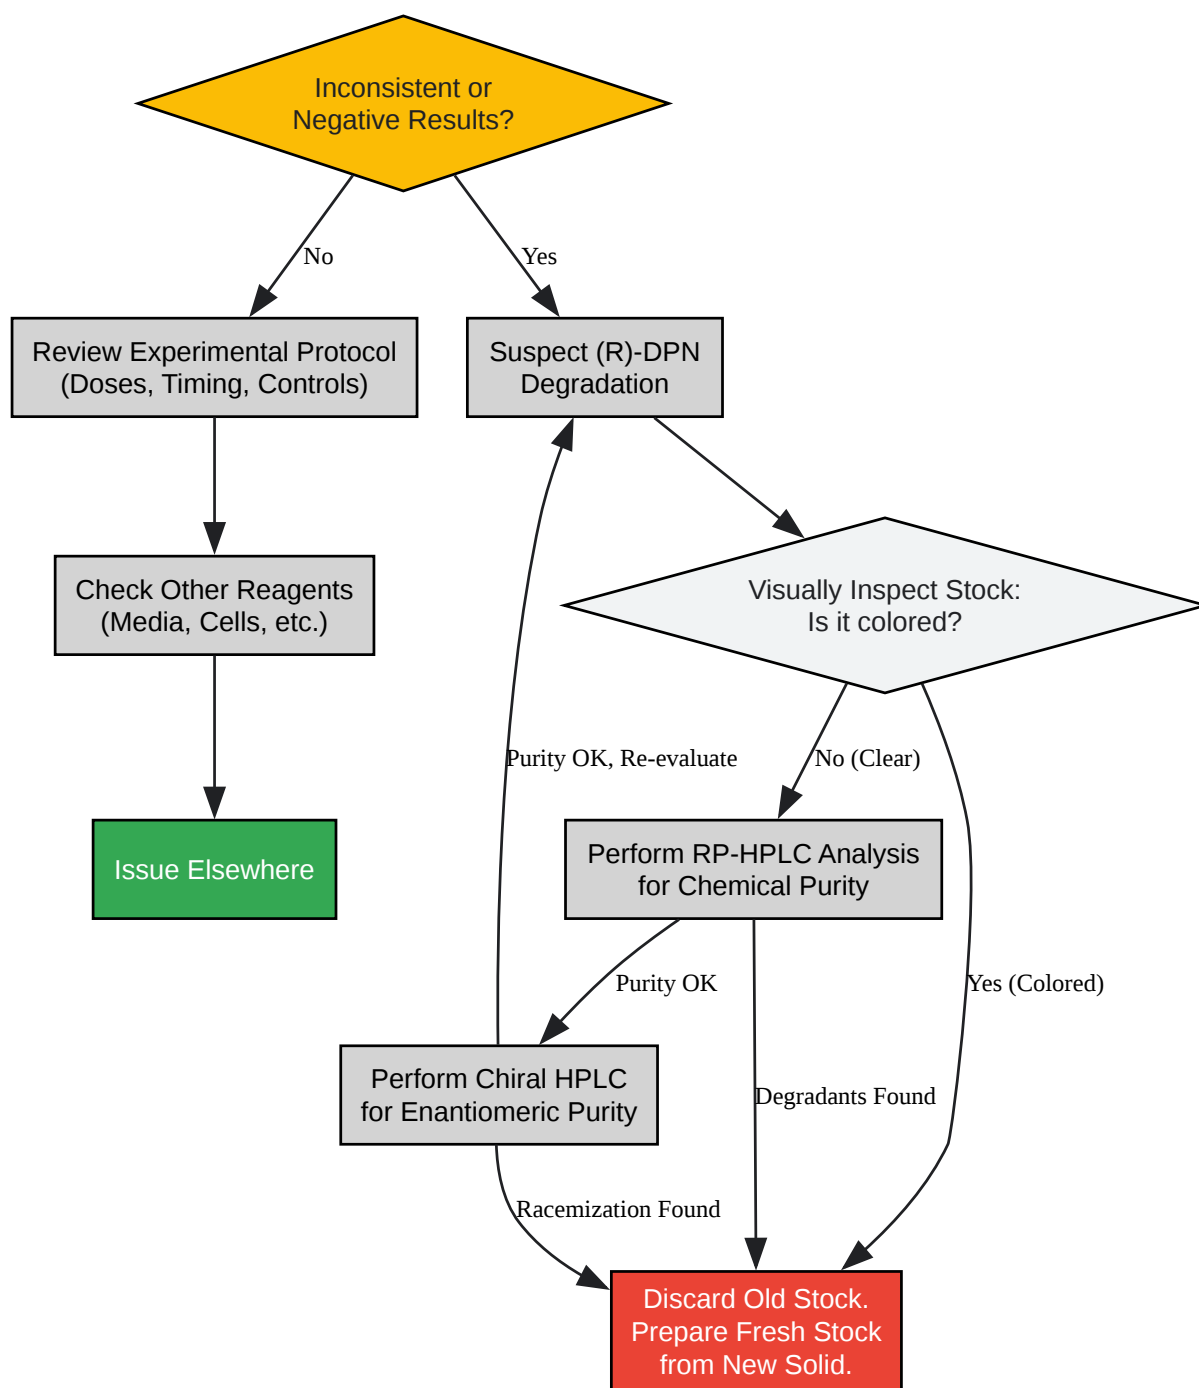 Inconsistent or
Negative Results?
No
Yes
Review Experimental Protocol
(Doses, Timing, Controls)
Suspect (R)-DPN
Degradation
Check Other Reagents
(Media, Cells, etc.)
Visually Inspect Stock:
Is it colored?
Purity OK, Re-evaluate
No (Clear)
Issue Elsewhere
Perform RP-HPLC Analysis
for Chemical Purity
Purity OK
Yes (Colored)
Perform Chiral HPLC
for Enantiomeric Purity
Degradants Found
Racemization Found
Discard Old Stock.
Prepare Fresh Stock
from New Solid.